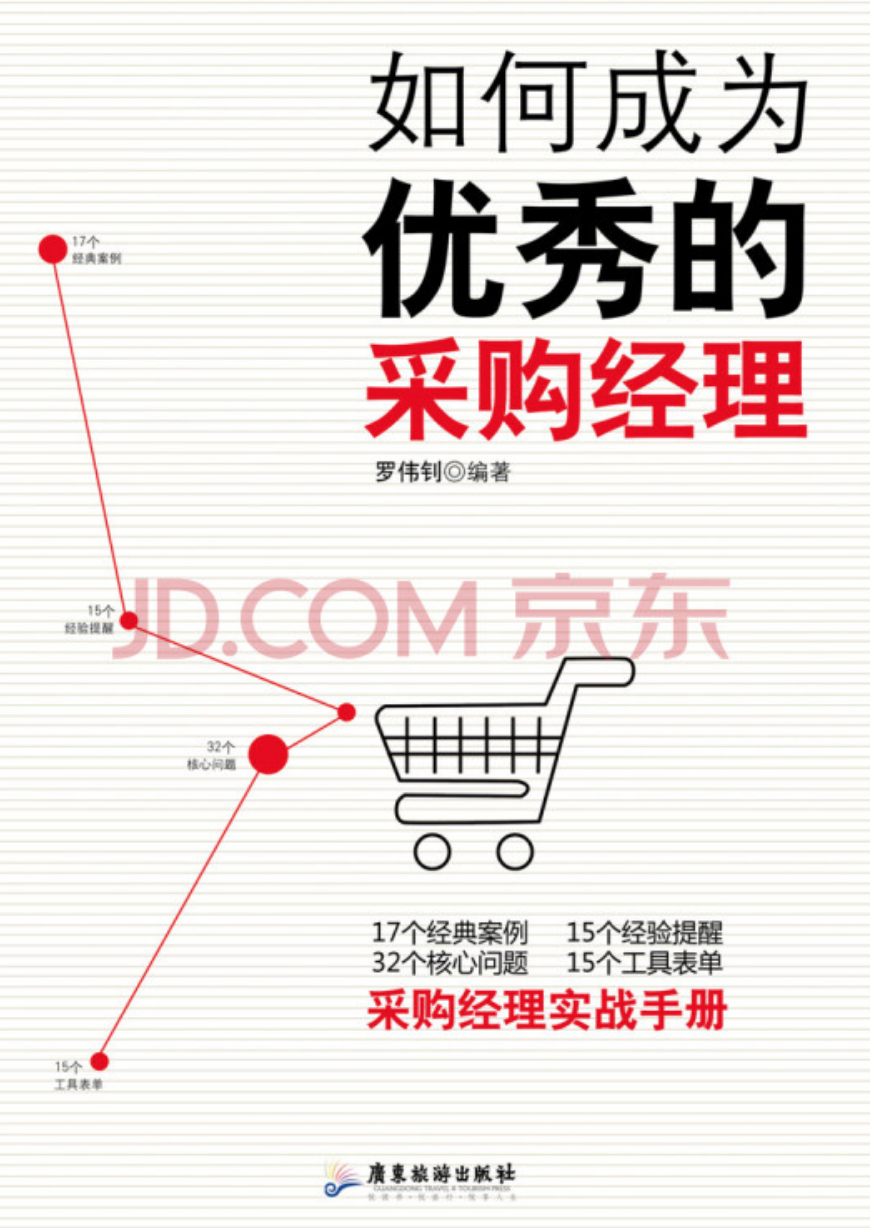 如何成为
优秀的
采购经理
罗伟钊◎编著
17个
经典案例
15个
经验提醒
JD.COM 京东
32个
核心问题
17个经典案例 15个经验提醒
32个核心问题 15个工具表单
采购经理实战手册
15个
工具表单
廣東旅游出版社
GUANGDONG TRAVEL & TOURISM PRESS